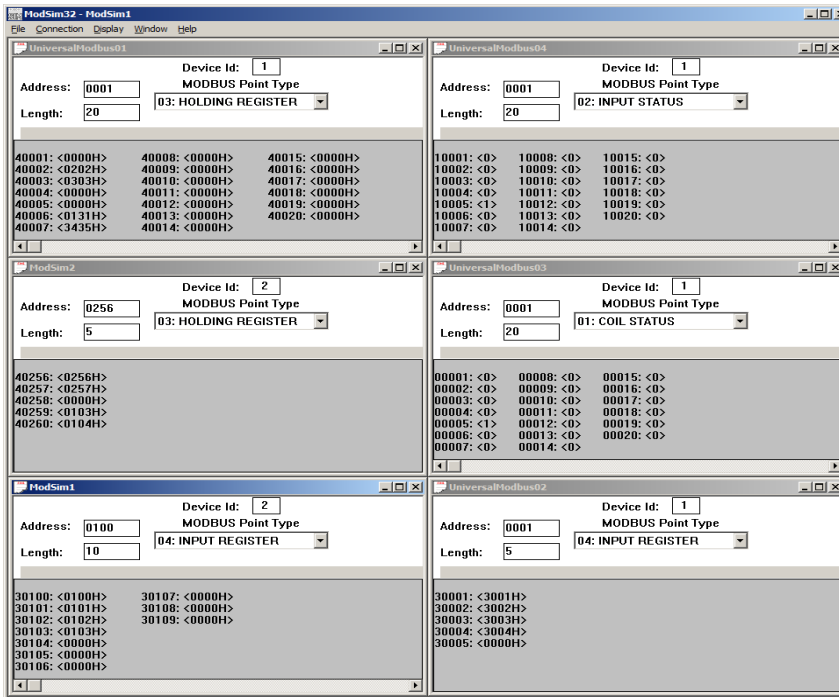 ModSim32 - ModSim1
File Connection Display Window Help
UniversalModbus01
Device Id: 1
Address: 0001
MODBUS Point Type
Length: 20
03: HOLDING REGISTER
40001: <0000H> 40008: <0000H> 40015: <0000H>
40002: <0202H> 40009: <0000H> 40016: <0000H>
40003: <0303H> 40010: <0000H> 40017: <0000H>
40004: <0000H> 40011: <0000H> 40018: <0000H>
40005: <0000H> 40012: <0000H> 40019: <0000H>
40006: <0131H> 40013: <0000H> 40020: <0000H>
40007: <3435H> 40014: <0000H>
UniversalModbus04
Device Id: 1
Address: 0001
MODBUS Point Type
Length: 20
02: INPUT STATUS
10001: <0> 10008: <0> 10015: <0>
10002: <0> 10009: <0> 10016: <0>
10003: <0> 10010: <0> 10017: <0>
10004: <0> 10011: <0> 10018: <0>
10005: <1> 10012: <0> 10019: <0>
10006: <0> 10013: <0> 10020: <0>
10007: <0> 10014: <0>
ModSim2
Device Id: 2
Address: 0256
MODBUS Point Type
Length: 5
03: HOLDING REGISTER
40256: <0256H>
40257: <0257H>
40258: <0000H>
40259: <0103H>
40260: <0104H>
UniversalModbus03
Device Id: 1
Address: 0001
MODBUS Point Type
Length: 20
01: COIL STATUS
00001: <0> 00008: <0> 00015: <0>
00002: <0> 00009: <0> 00016: <0>
00003: <0> 00010: <0> 00017: <0>
00004: <0> 00011: <0> 00018: <0>
00005: <1> 00012: <0> 00019: <0>
00006: <0> 00013: <0> 00020: <0>
00007: <0> 00014: <0>
ModSim1
Device Id: 2
Address: 0100
MODBUS Point Type
Length: 10
04: INPUT REGISTER
30100: <0100H> 30107: <0000H>
30101: <0101H> 30108: <0000H>
30102: <0102H> 30109: <0000H>
30103: <0103H>
30104: <0000H>
30105: <0000H>
30106: <0000H>
UniversalModbus02
Device Id: 1
Address: 0001
MODBUS Point Type
Length: 5
04: INPUT REGISTER
30001: <3001H>
30002: <3002H>
30003: <3003H>
30004: <3004H>
30005: <0000H>